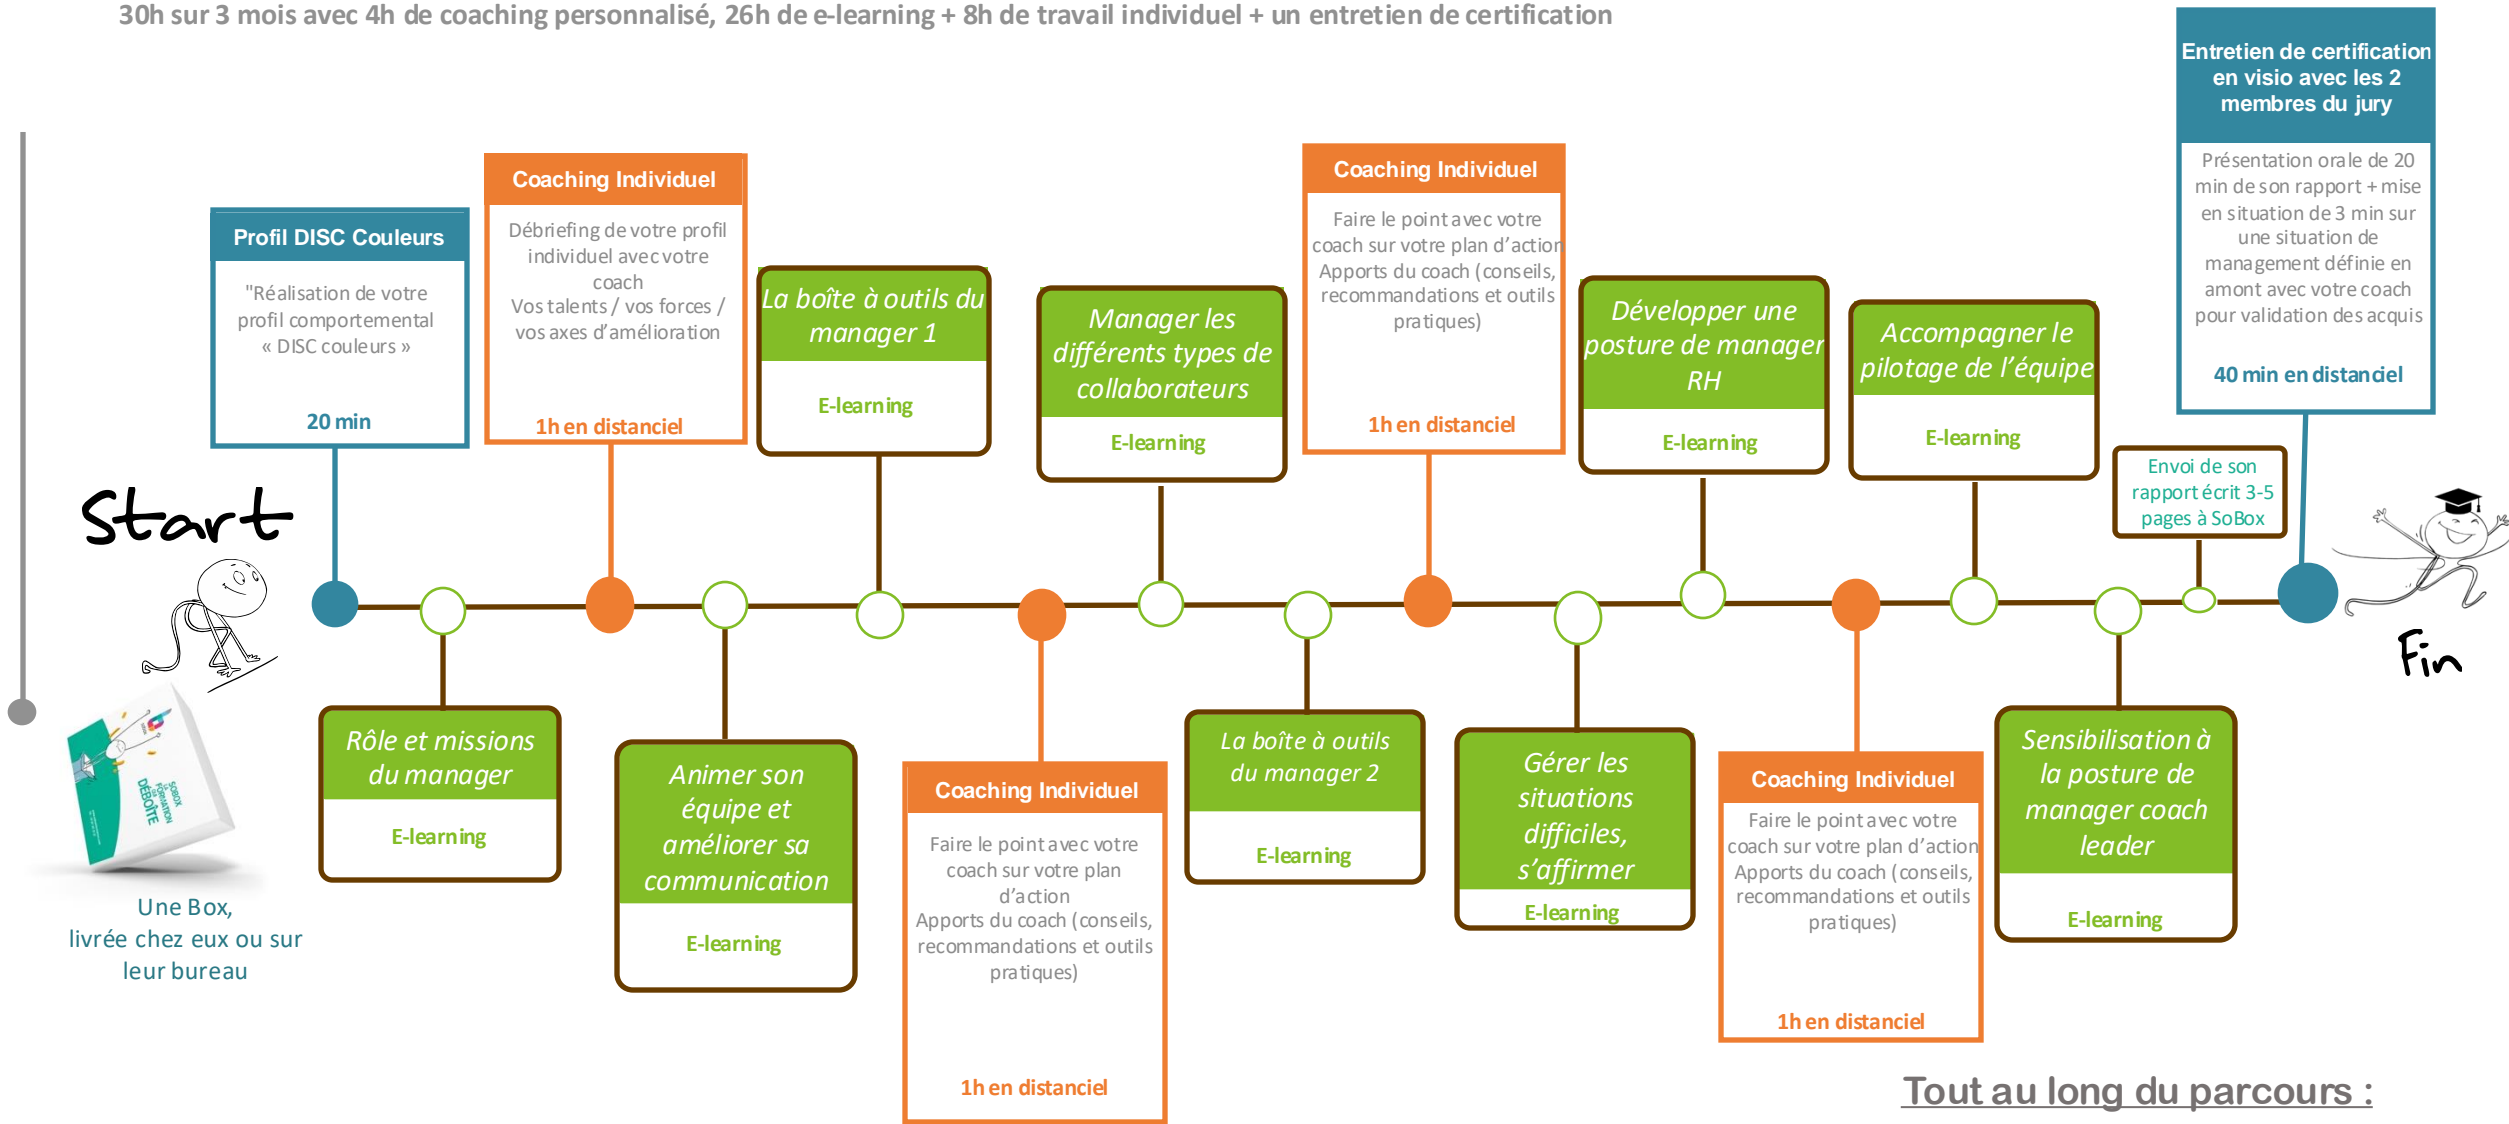 30h sur 3 mois avec 4h de coaching personnalisé, 26h de e-learning + 8h de travail individuel + un entretien de certification
Start
Une Box,
livrée chez eux ou sur
leur bureau
SOBOX
LA
FORMATION
QUI
DÉBOÎTE
Profil DISC Couleurs
"Réalisation de votre
profil comportemental
« DISC couleurs »
20 min
Rôle et missions
du manager
E-learning
Coaching Individuel
Débriefing de votre profil
individuel avec votre
coach
Vos talents / vos forces /
vos axes d'amélioration
1h en distanciel
Animer son
équipe et
améliorer sa
communication
E-learning
La boîte à outils du
manager 1
E-learning
Coaching Individuel
Faire le point avec votre
coach sur votre plan
d'action
Apports du coach (conseils,
recommandations et outils
pratiques)
1h en distanciel
Manager les
différents types de
collaborateurs
E-learning
La boîte à outils
du manager 2
E-learning
Coaching Individuel
Faire le point avec votre
coach sur votre plan d'action
Apports du coach (conseils,
recommandations et outils
pratiques)
1h en distanciel
Gérer les
situations
difficiles,
s'affirmer
E-learning
Développer une
posture de manager
RH
E-learning
Coaching Individuel
Faire le point avec votre
coach sur votre plan d'action
Apports du coach (conseils,
recommandations et outils
pratiques)
1h en distanciel
Accompagner le
pilotage de l'équipe
E-learning
Sensibilisation à
la posture de
manager coach
leader
E-learning
Envoi de son
rapport écrit 3-5
pages à SoBox
Entretien de certification
en visio avec les 2
membres du jury
Présentation orale de 20
min de son rapport + mise
en situation de 3 min sur
une situation de
management définie en
amont avec votre coach
pour validation des acquis
40 min en distanciel
Fin
Tout au long du parcours :